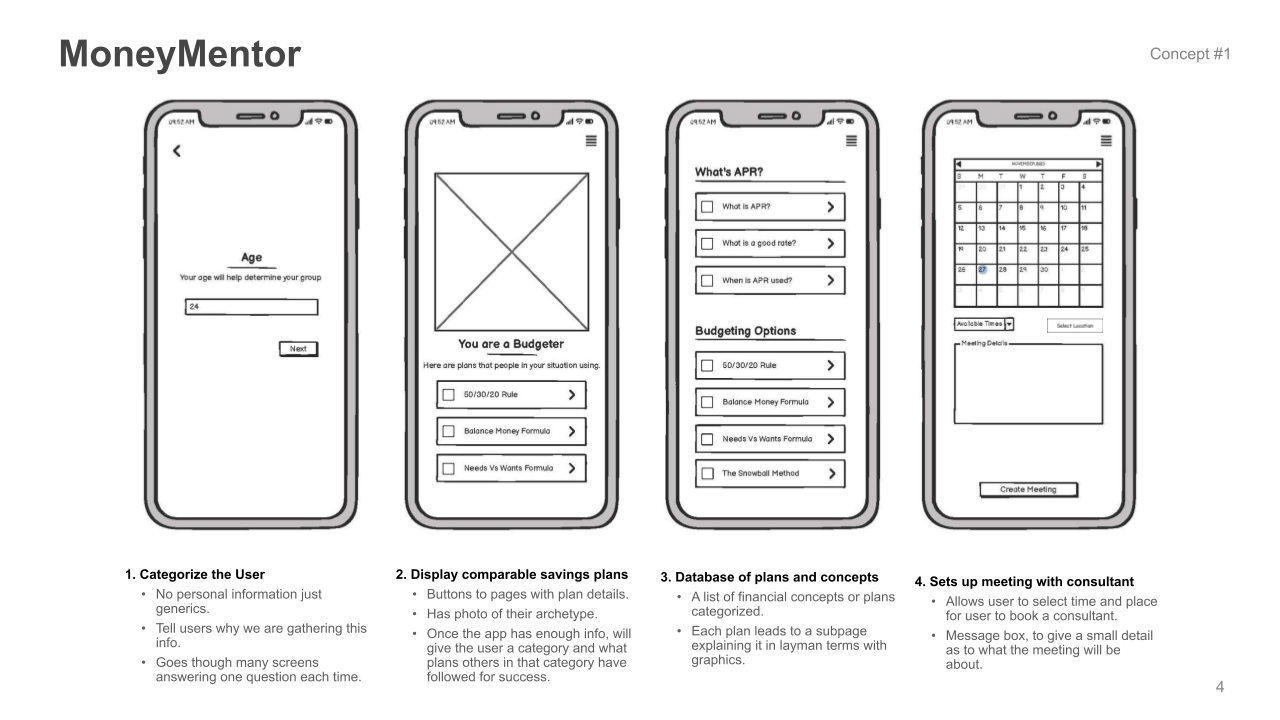 MoneyMentor
Concept #1
09:52 AM
Age
Your age will help determine your group
24
Next
09:52 AM
You are a Budgeter
Here are plans that people in your situation using.
50/30/20 Rule
Balance Money Formula
Needs Vs Wants Formula
09:52 AM
What's APR?
What is APR?
What is a good rate?
When is APR used?
Budgeting Options
50/30/20 Rule
Balance Money Formula
Needs Vs Wants Formula
The Snowball Method
09:52 AM
S M T W T F S
1 2 3 4
5 6 7 8 9 10 11
12 13 14 15 16 17 18
19 20 21 22 23 24 25
26 27 28 29 30
Available Times
Select Location
Meeting Details
Create Meeting
1. Categorize the User
• No personal information just
generics.
• Tell users why we are gathering this
info.
• Goes though many screens
answering one question each time.
2. Display comparable savings plans
• Buttons to pages with plan details.
• Has photo of their archetype.
• Once the app has enough info, will
give the user a category and what
plans others in that category have
followed for success.
3. Database of plans and concepts
• A list of financial concepts or plans
categorized.
• Each plan leads to a subpage
explaining it in layman terms with
graphics.
4. Sets up meeting with consultant
• Allows user to select time and place
for user to book a consultant.
• Message box, to give a small detail
as to what the meeting will be
about.
4